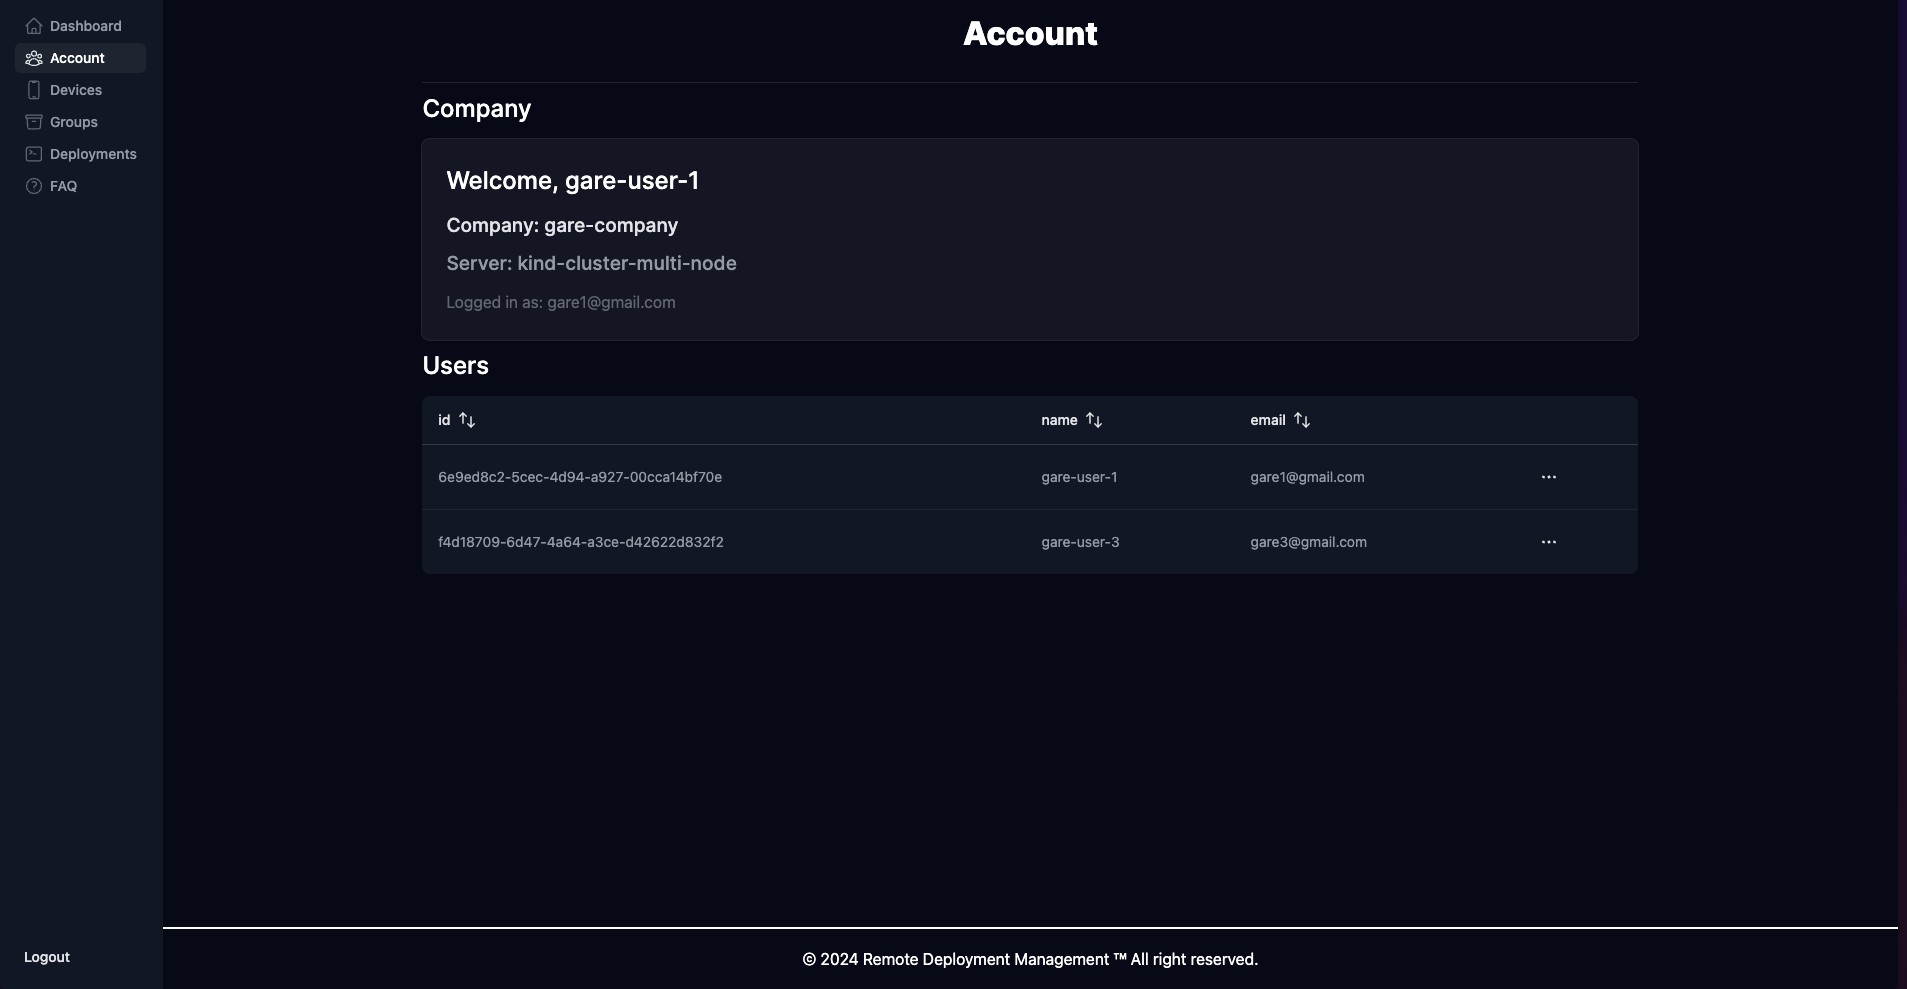 Dashboard
Account
Devices
Groups
Deployments
FAQ
Logout
Account
Company
Welcome, gare-user-1
Company: gare-company
Server: kind-cluster-multi-node
Logged in as: gare1@gmail.com
Users
id name email
6e9ed8c2-5cec-4d94-a927-00cca14bf70e gare-user-1 gare1@gmail.com ...
f4d18709-6d47-4a64-a3ce-d42622d832f2 gare-user-3 gare3@gmail.com ...
© 2024 Remote Deployment Management ™ All right reserved.